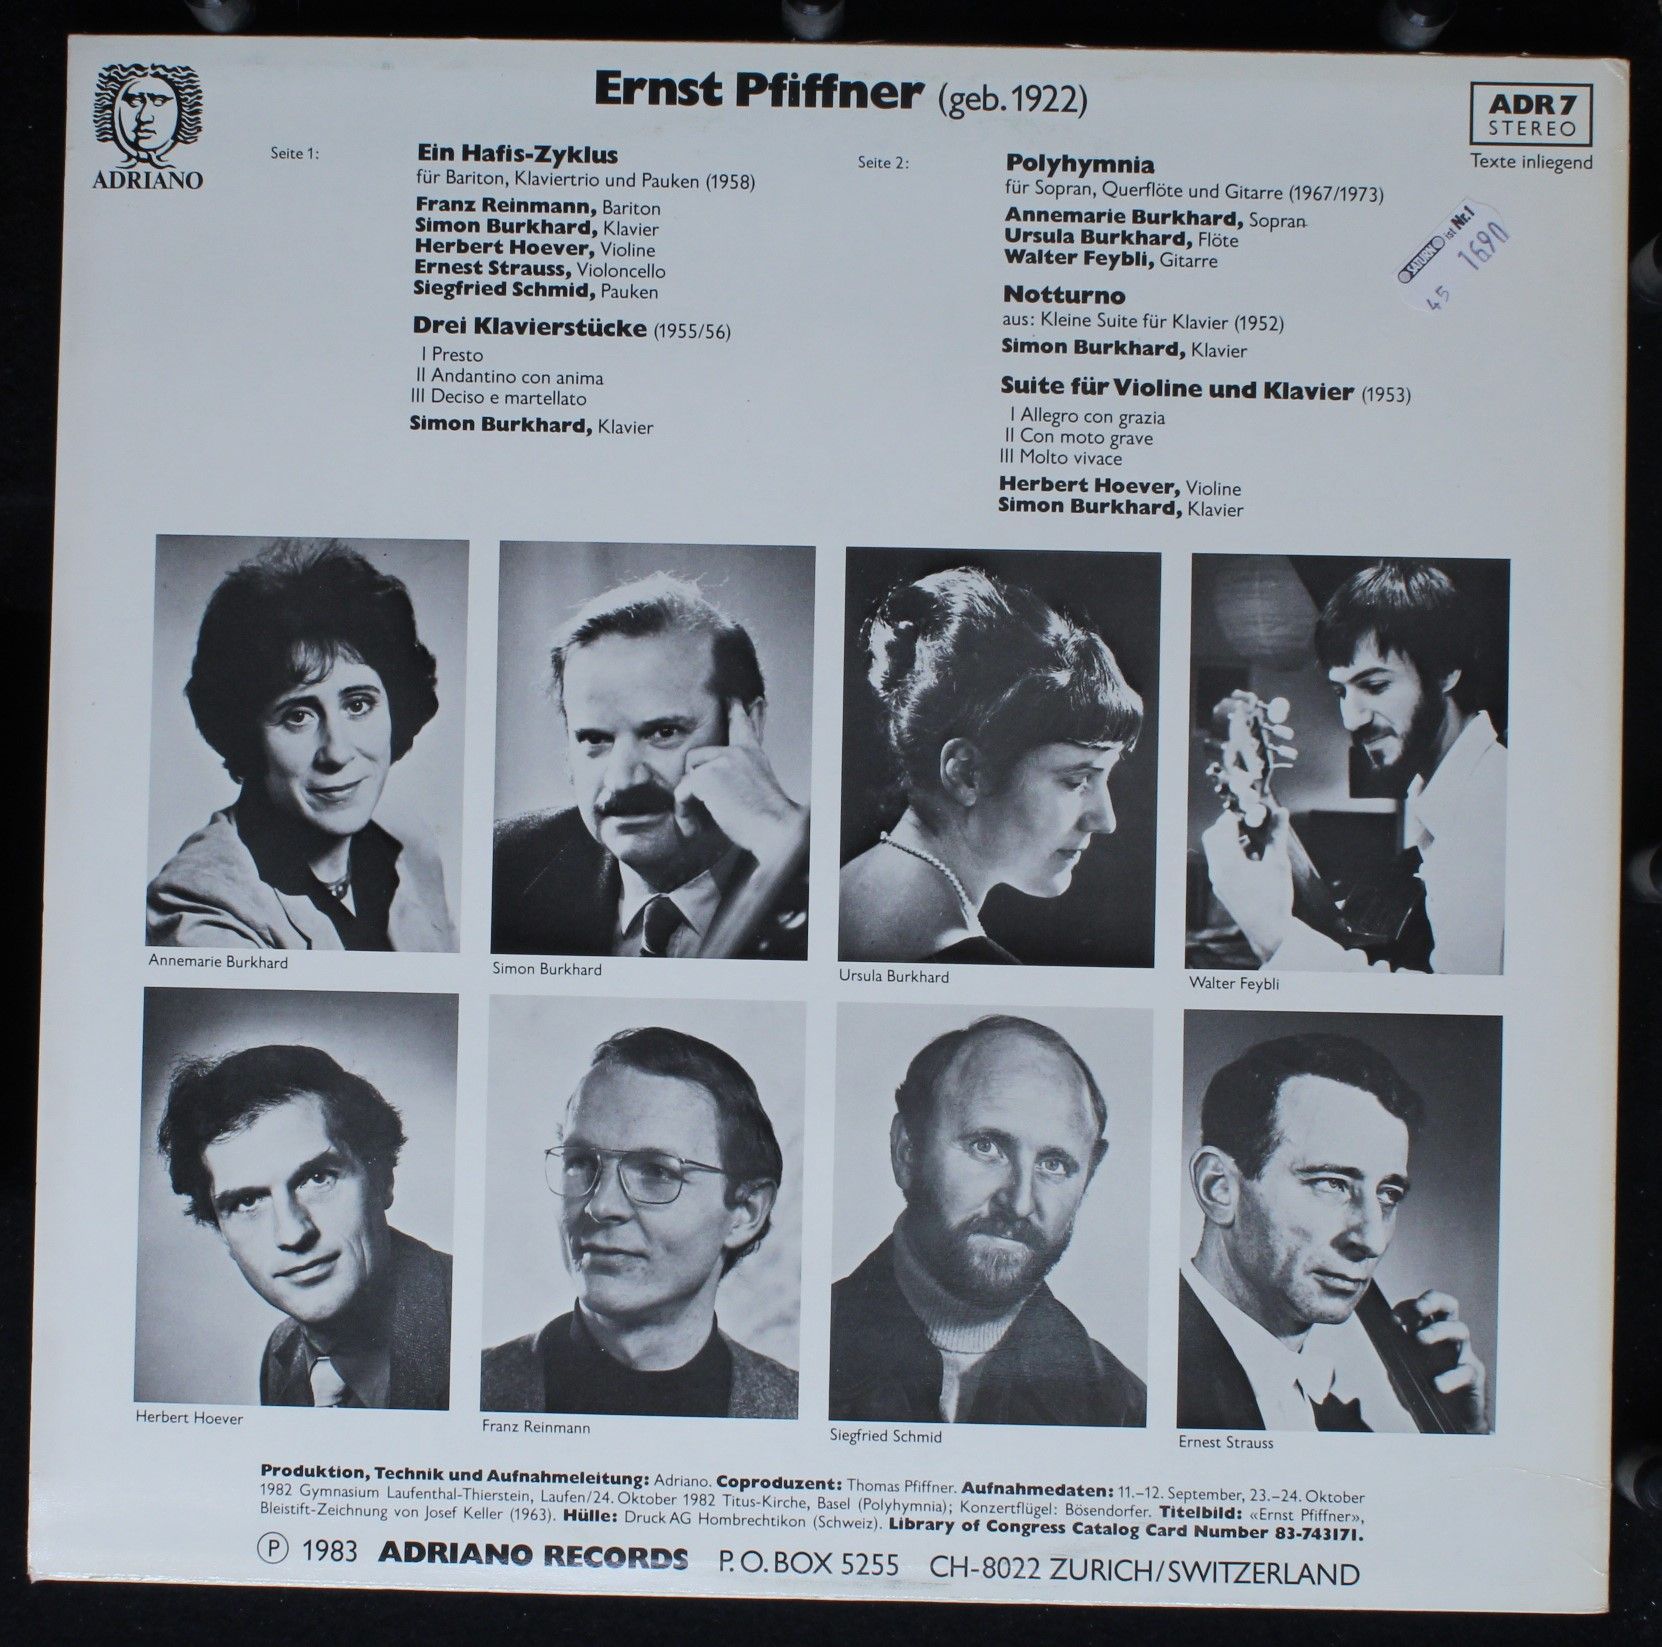 Ernst Pfiffner (geb. 1922)
ADRIANO
ADR 7
STEREO
Texte inliegend
Seite 1:
Ein Hafis-Zyklus
für Bariton, Klaviertrio und Pauken (1958)
Franz Reinmann, Bariton
Simon Burkhard, Klavier
Herbert Hoever, Violine
Ernest Strauss, Violoncello
Siegfried Schmid, Pauken
Drei Klavierstücke (1955/56)
I Presto
II Andantino con anima
III Deciso e martellato
Simon Burkhard, Klavier
Seite 2:
Polyhymnia
für Sopran, Querflöte und Gitarre (1967/1973)
Annemarie Burkhard, Sopran
Ursula Burkhard, Flöte
Walter Feybli, Gitarre
Notturno
aus: Kleine Suite für Klavier (1952)
Simon Burkhard, Klavier
Suite für Violine und Klavier (1953)
I Allegro con grazia
II Con moto grave
III Molto vivace
Herbert Hoever, Violine
Simon Burkhard, Klavier
SATURN ist Nr. 1
1690
45
Annemarie Burkhard
Simon Burkhard
Ursula Burkhard
Walter Feybli
Herbert Hoever
Franz Reinmann
Siegfried Schmid
Ernest Strauss
Produktion, Technik und Aufnahmeleitung: Adriano. Coproduzent: Thomas Pfiffner. Aufnahmedaten: 11.–12. September, 23.–24. Oktober
1982 Gymnasium Laufenthal-Thierstein, Laufen/24. Oktober 1982 Titus-Kirche, Basel (Polyhymnia); Konzertflügel: Bösendorfer. Titelbild: «Ernst Pfiffner»,
Bleistift-Zeichnung von Josef Keller (1963). Hülle: Druck AG Hombrechtikon (Schweiz). Library of Congress Catalog Card Number 83-743171.
Ⓟ 1983 ADRIANO RECORDS P.O. BOX 5255 CH-8022 ZURICH/SWITZERLAND